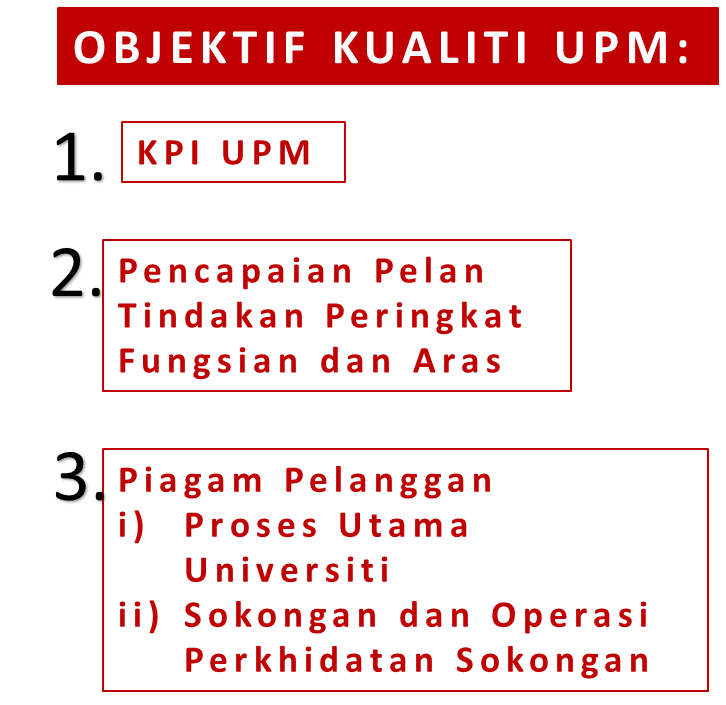 OBJEKTIF KUALITI UPM:
1. KPI UPM
2. Pencapaian Pelan
Tindakan Peringkat
Fungsian dan Aras
3. Piagam Pelanggan
i) Proses Utama
Universiti
ii) Sokongan dan Operasi
Perkhidatan Sokongan